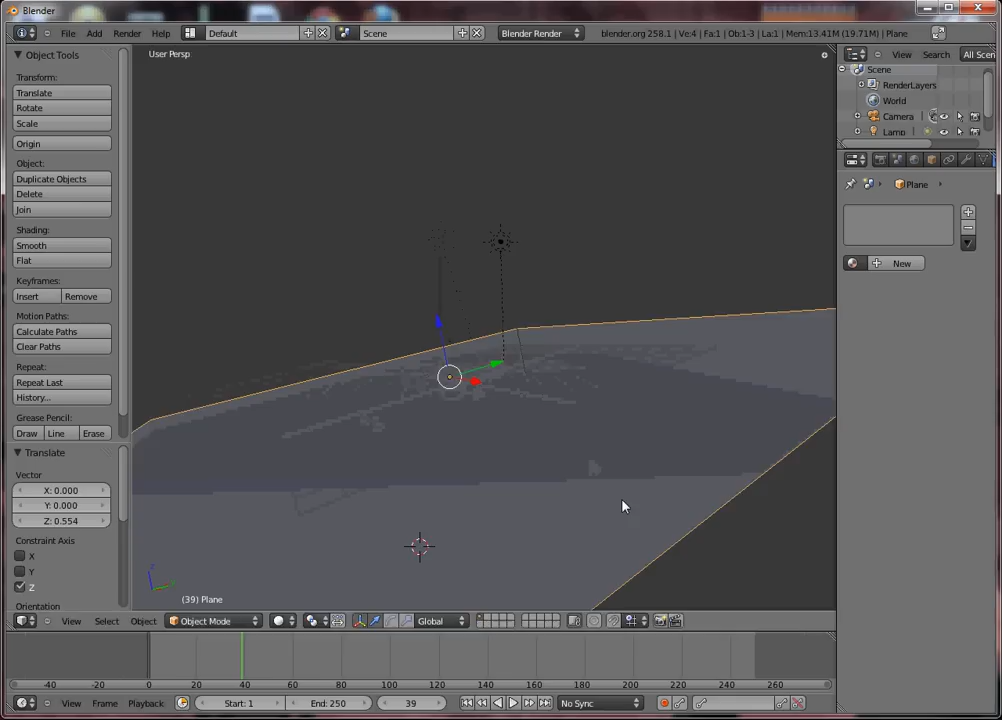 Blender
File Add Render Help Default Scene Blender Render blender.org 258.1 | Ve:4 | Fa:1 | Ob:1-3 | La:1 | Mem:13.41M (19.71M) | Plane
Object Tools
Transform:
Translate
Rotate
Scale
Origin
Object:
Duplicate Objects
Delete
Join
Shading:
Smooth
Flat
Keyframes:
Insert Remove
Motion Paths:
Calculate Paths
Clear Paths
Repeat:
Repeat Last
History...
Grease Pencil:
Draw Line Erase
Translate
Vector
X: 0.000
Y: 0.000
Z: 0.554
Constraint Axis
X
Y
Z
Orientation
User Persp
(39) Plane
View Search All Scen
Scene
RenderLayers
World
Camera
Lamp
Plane
New
View Select Object Object Mode Global
-40 -20 0 20 40 60 80 100 120 140 160 180 200 220 240 260
View Frame Playback Start: 1 End: 250 39 No Sync